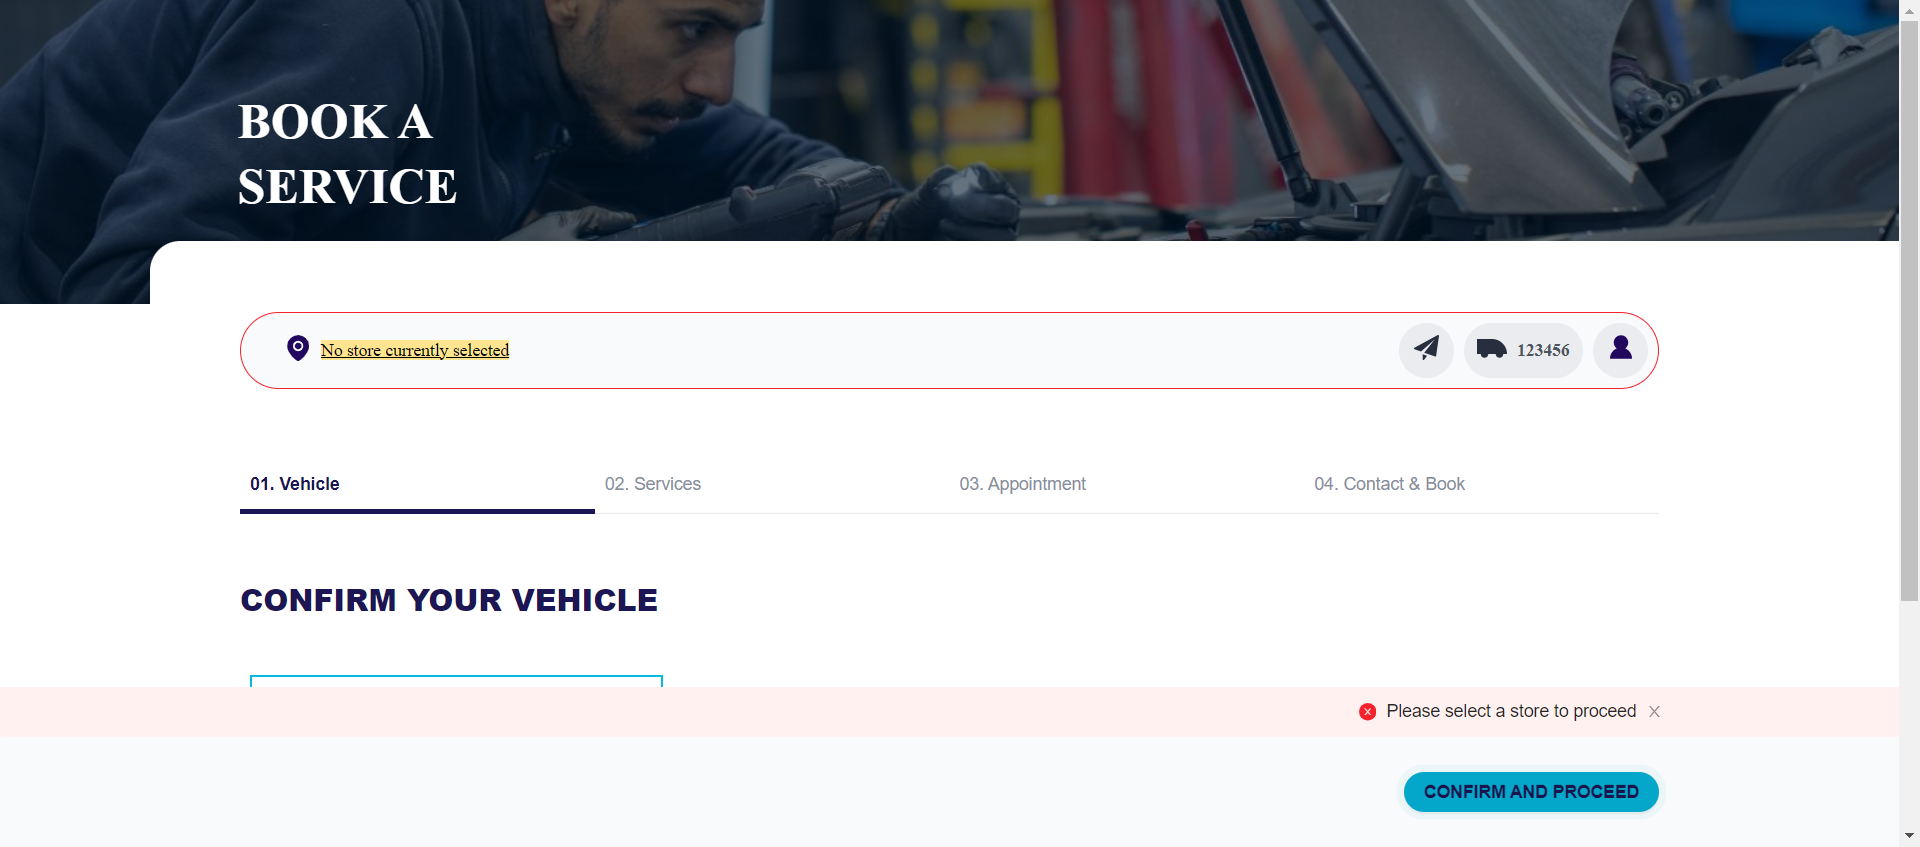 BOOK A
SERVICE
No store currently selected
123456
01. Vehicle
02. Services
03. Appointment
04. Contact & Book
CONFIRM YOUR VEHICLE
Please select a store to proceed
CONFIRM AND PROCEED